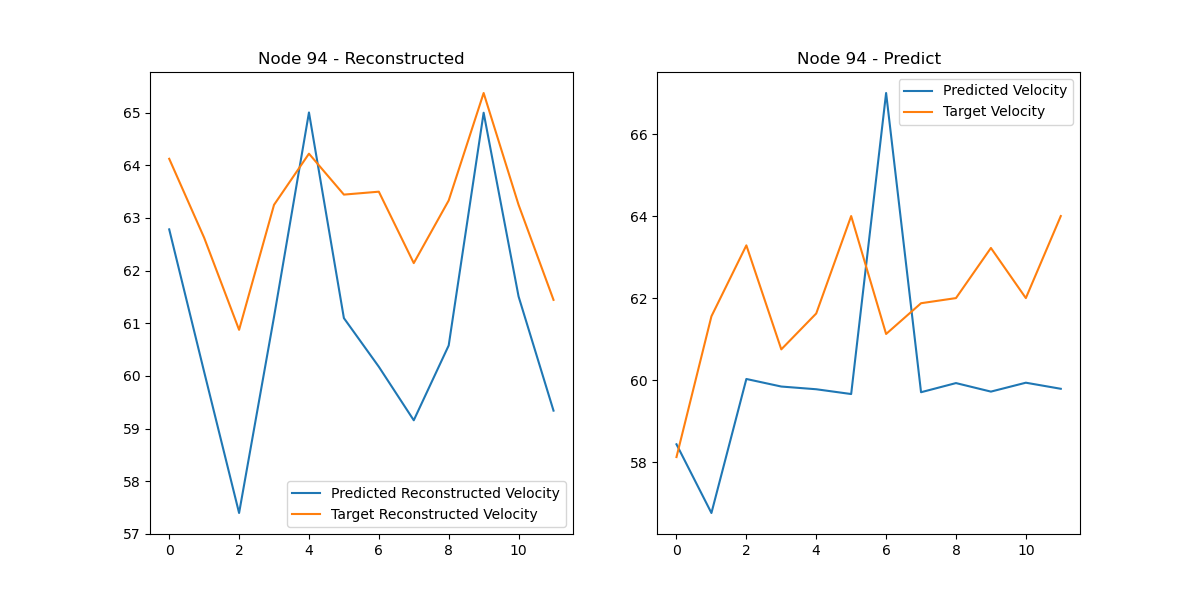 Node 94 - Reconstructed
65
64
63
62
61
60
59
58
57
0 2 4 6 8 10
Predicted Reconstructed Velocity
Target Reconstructed Velocity
Node 94 - Predict
66
64
62
60
58
0 2 4 6 8 10
Predicted Velocity
Target Velocity